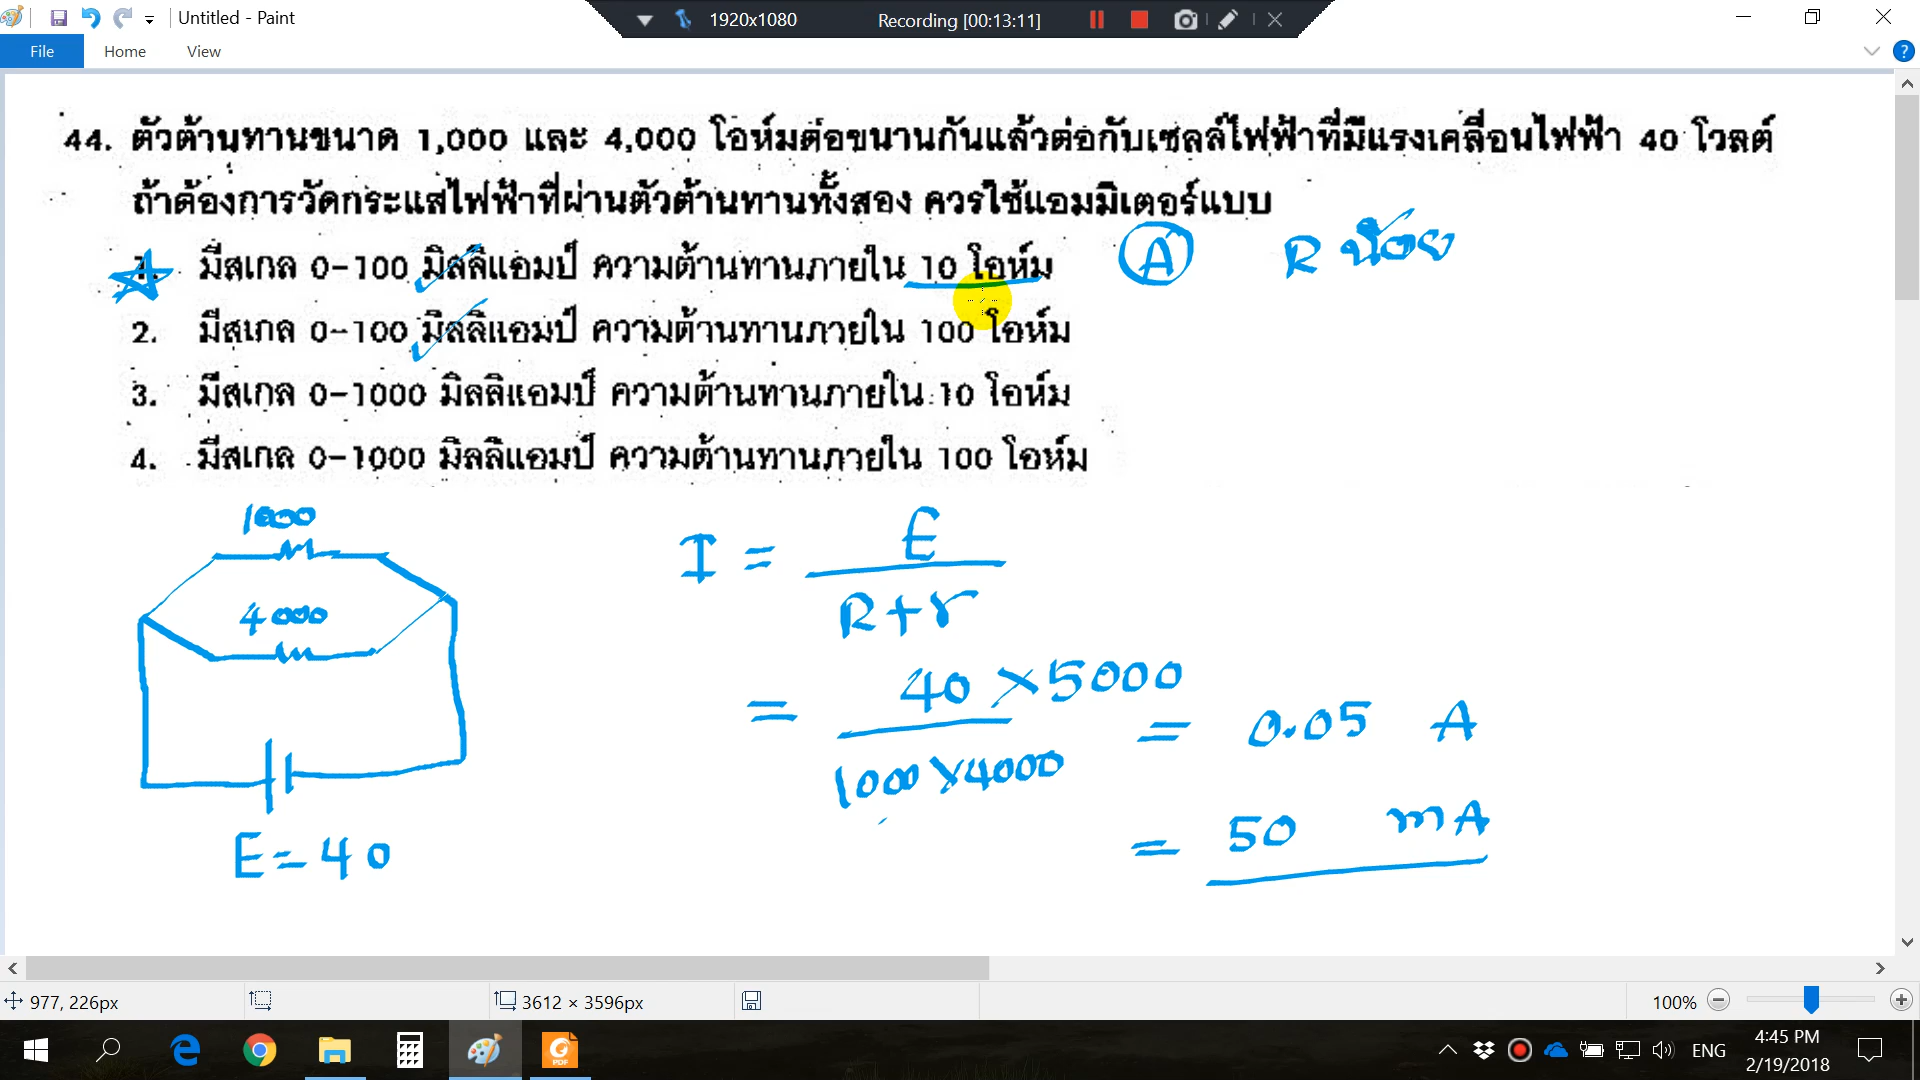 Untitled - Paint
1920x1080
Recording [00:13:11]
File
Home
View
44. ตัวต้านทานขนาด 1,000 และ 4,000 โอห์มต่อขนานกันแล้วต่อกับเซลล์ไฟฟ้าที่มีแรงเคลื่อนไฟฟ้า 40 โวลต์
ถ้าต้องการวัดกระแสไฟฟ้าที่ผ่านตัวต้านทานทั้งสอง ควรใช้แอมมิเตอร์แบบ
1. มีสเกล 0-100 มิลลิแอมป์ ความต้านทานภายใน 10 โอห์ม
A R น้อย
2. มีสเกล 0-100 มิลลิแอมป์ ความต้านทานภายใน 100 โอห์ม
3. มีสเกล 0-1000 มิลลิแอมป์ ความต้านทานภายใน 10 โอห์ม
4. มีสเกล 0-1000 มิลลิแอมป์ ความต้านทานภายใน 100 โอห์ม
1000
4000
E = 40
I = E
R + r
= 40 × 5000
1000 × 4000
= 0.05 A
= 50 mA
977, 226px
3612 × 3596px
100%
ENG
4:45 PM
2/19/2018
PDF